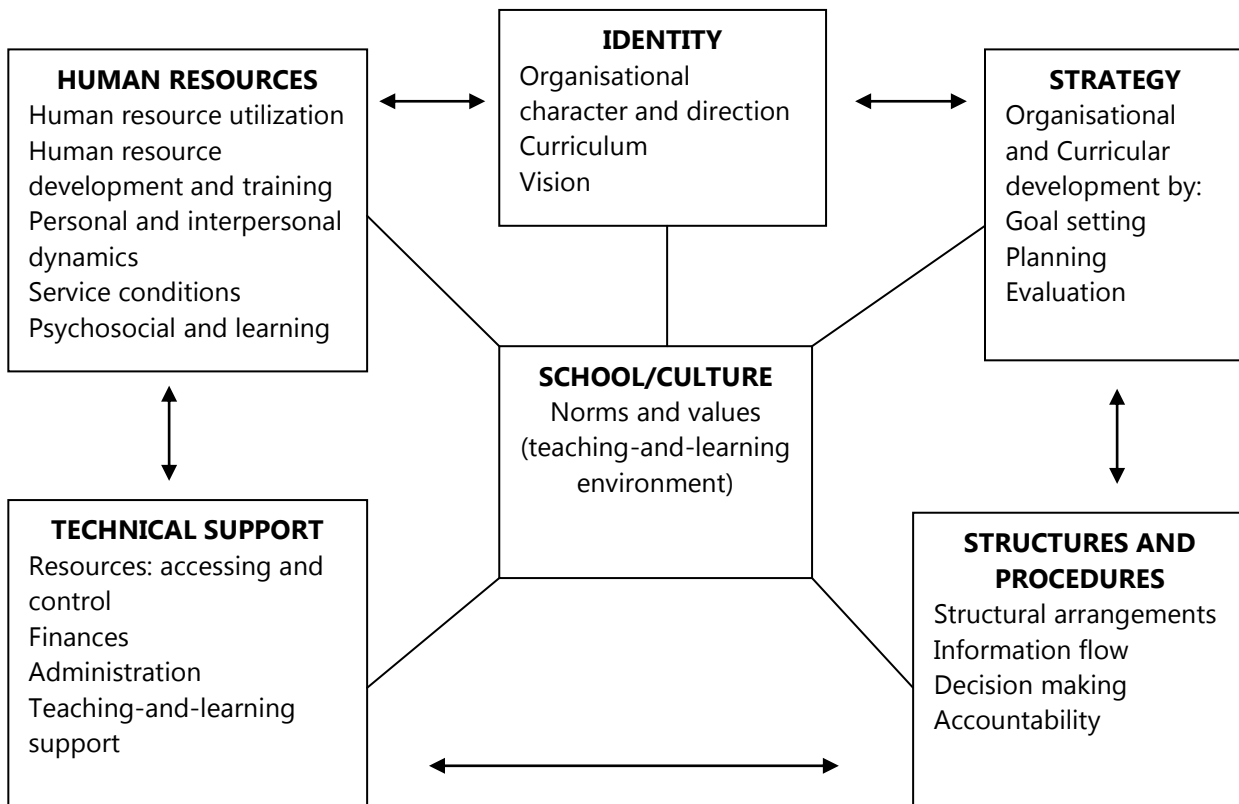 IDENTITY
Organisational
character and direction
Curriculum
Vision
HUMAN RESOURCES
Human resource utilization
Human resource
development and training
Personal and interpersonal
dynamics
Service conditions
Psychosocial and learning
STRATEGY
Organisational
and Curricular
development by:
Goal setting
Planning
Evaluation
SCHOOL/CULTURE
Norms and values
(teaching-and-learning
environment)
TECHNICAL SUPPORT
Resources: accessing and
control
Finances
Administration
Teaching-and-learning
support
STRUCTURES AND
PROCEDURES
Structural arrangements
Information flow
Decision making
Accountability